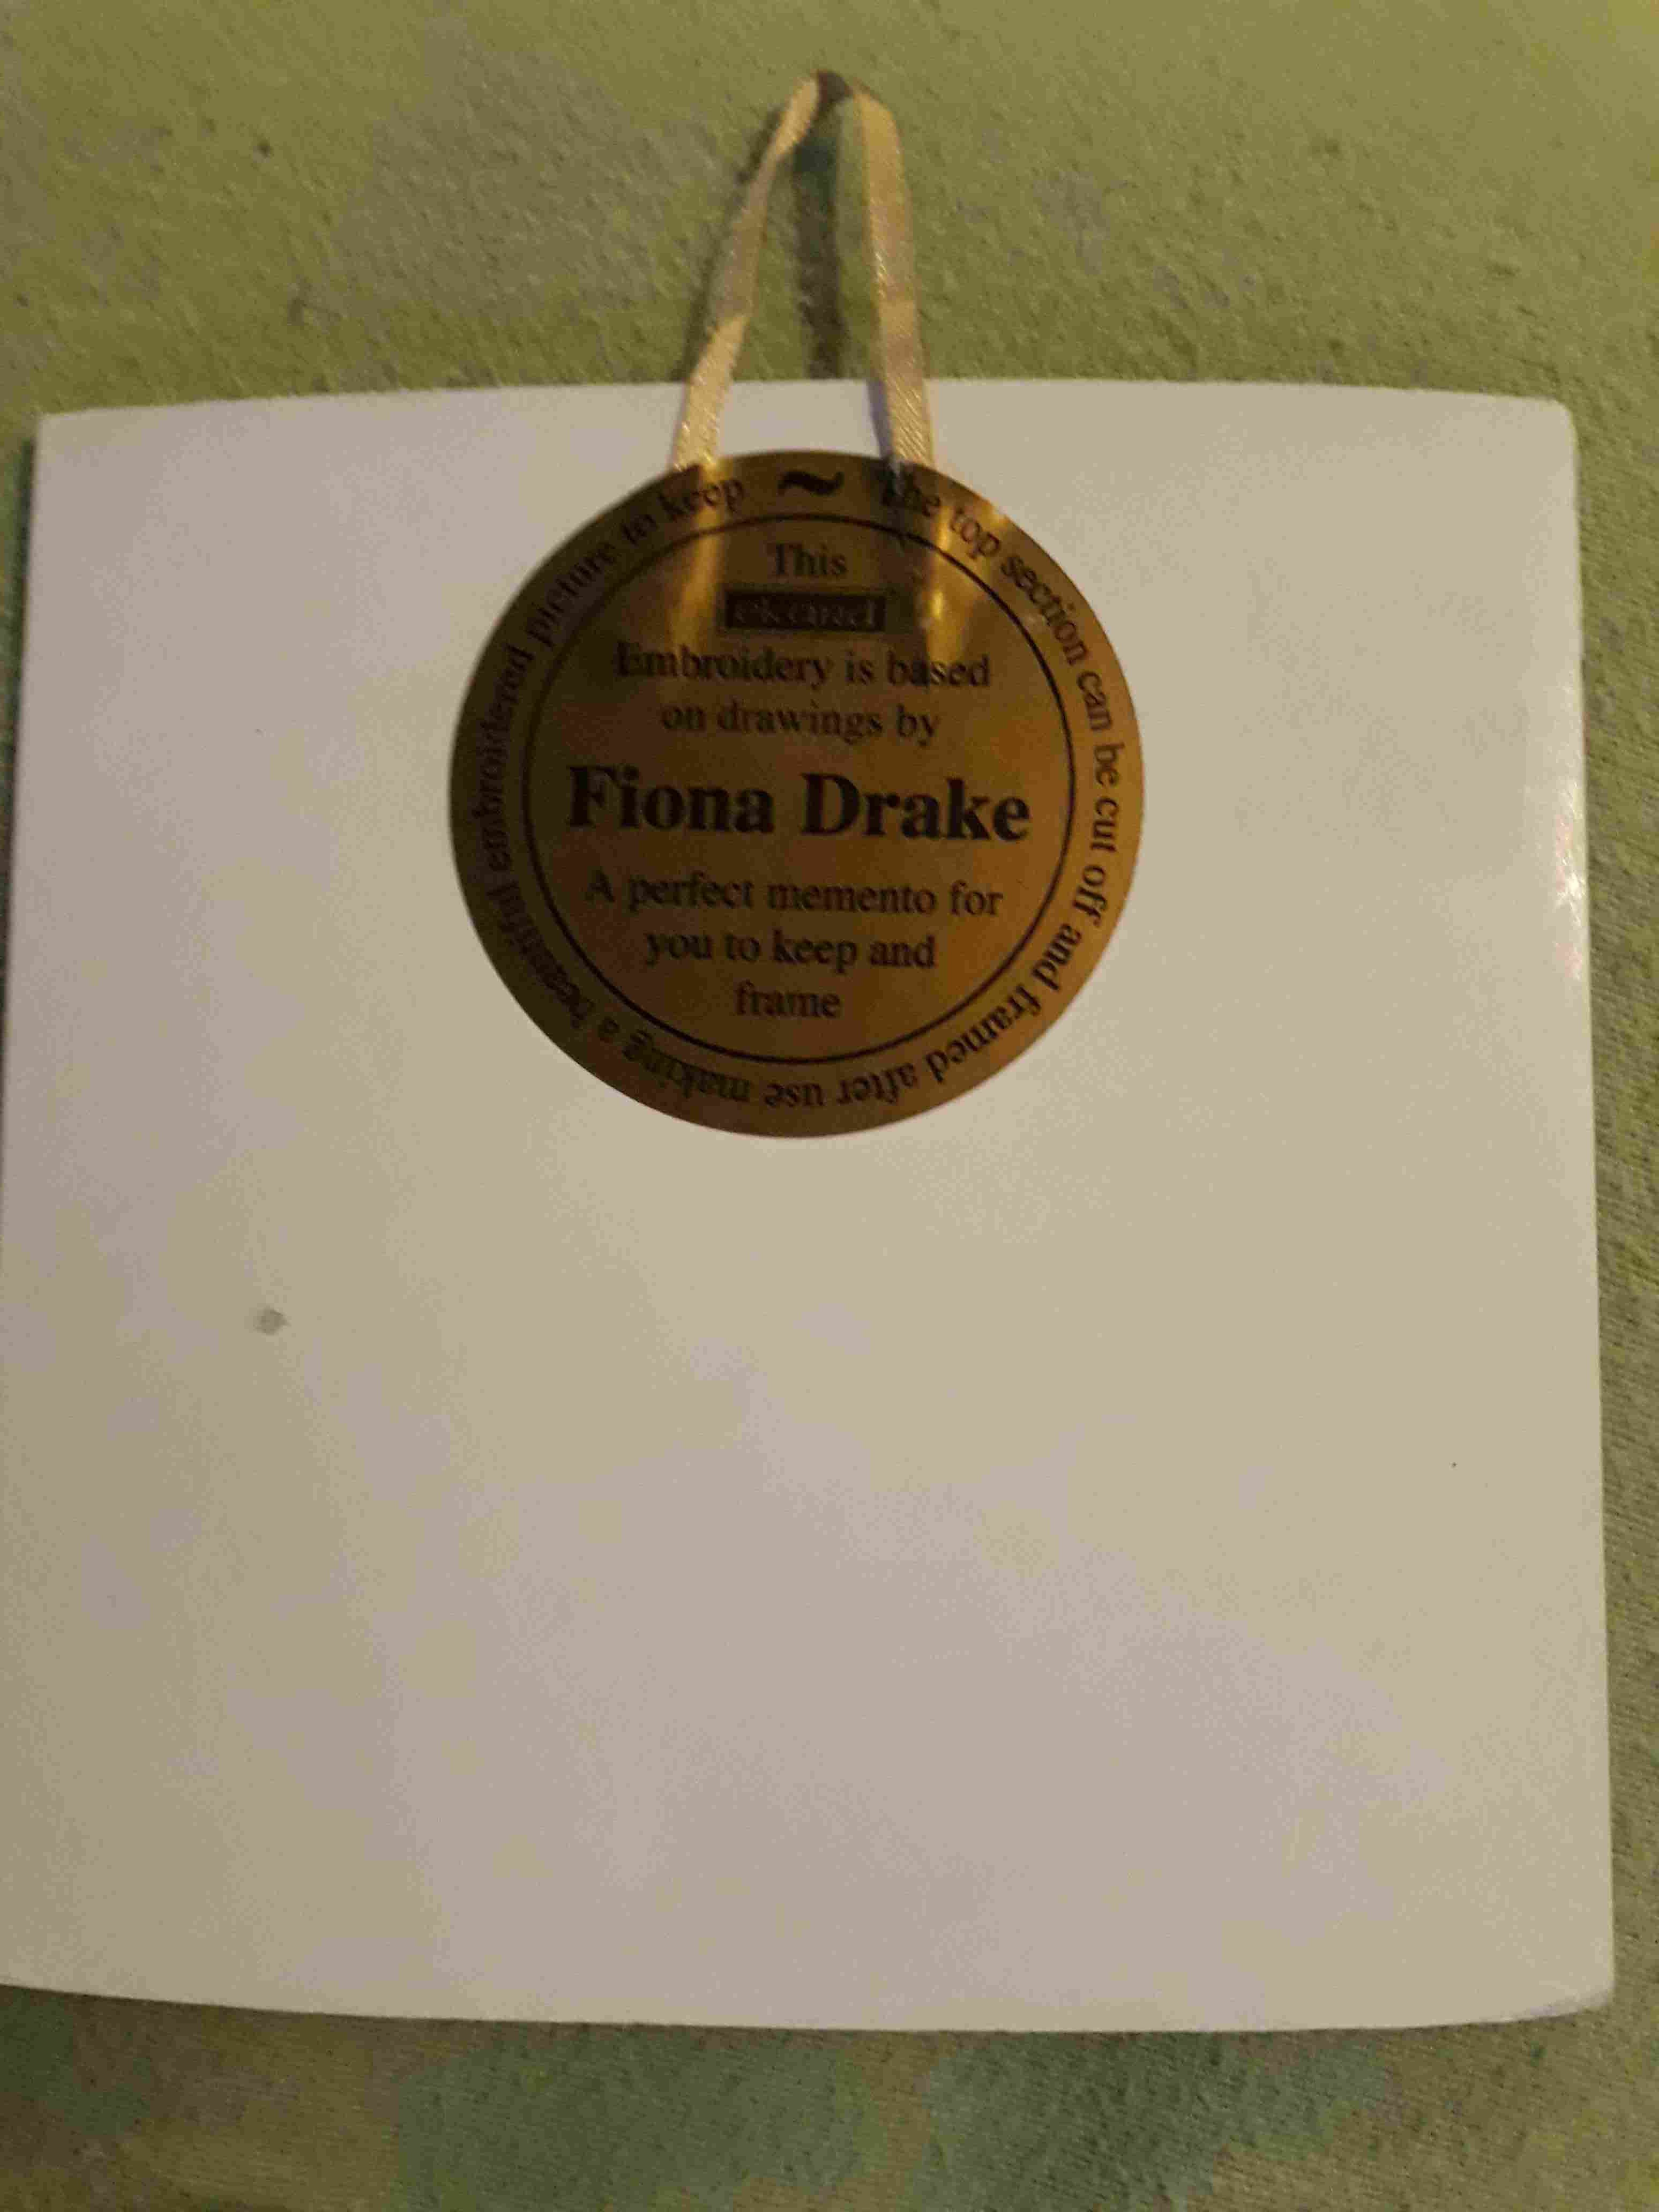 This
Embroidery is based
on drawings by
Fiona Drake
A perfect memento for
you to keep and
frame
The top section can be cut off and framed after use making a beautiful embroidered picture to keep ~